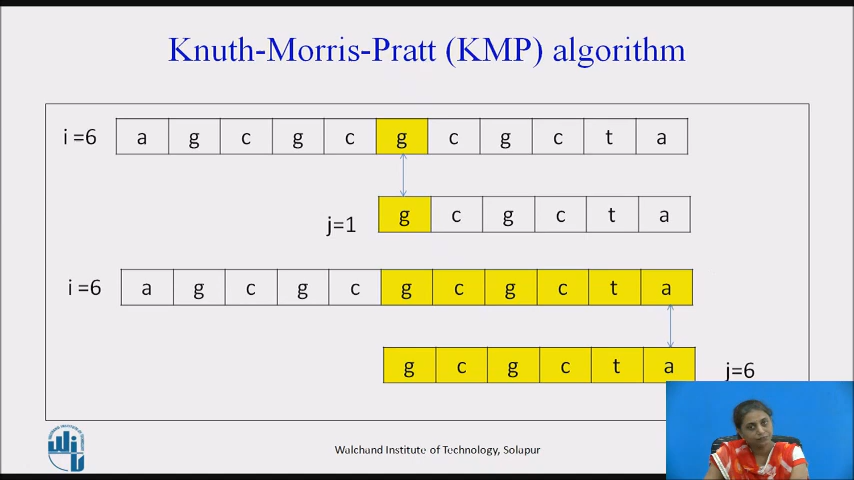 Knuth-Morris-Pratt (KMP) algorithm
i =6 a g c g c g c g c t a
j=1 g c g c t a
i =6 a g c g c g c g c t a
g c g c t a j=6
Walchand Institute of Technology, Solapur